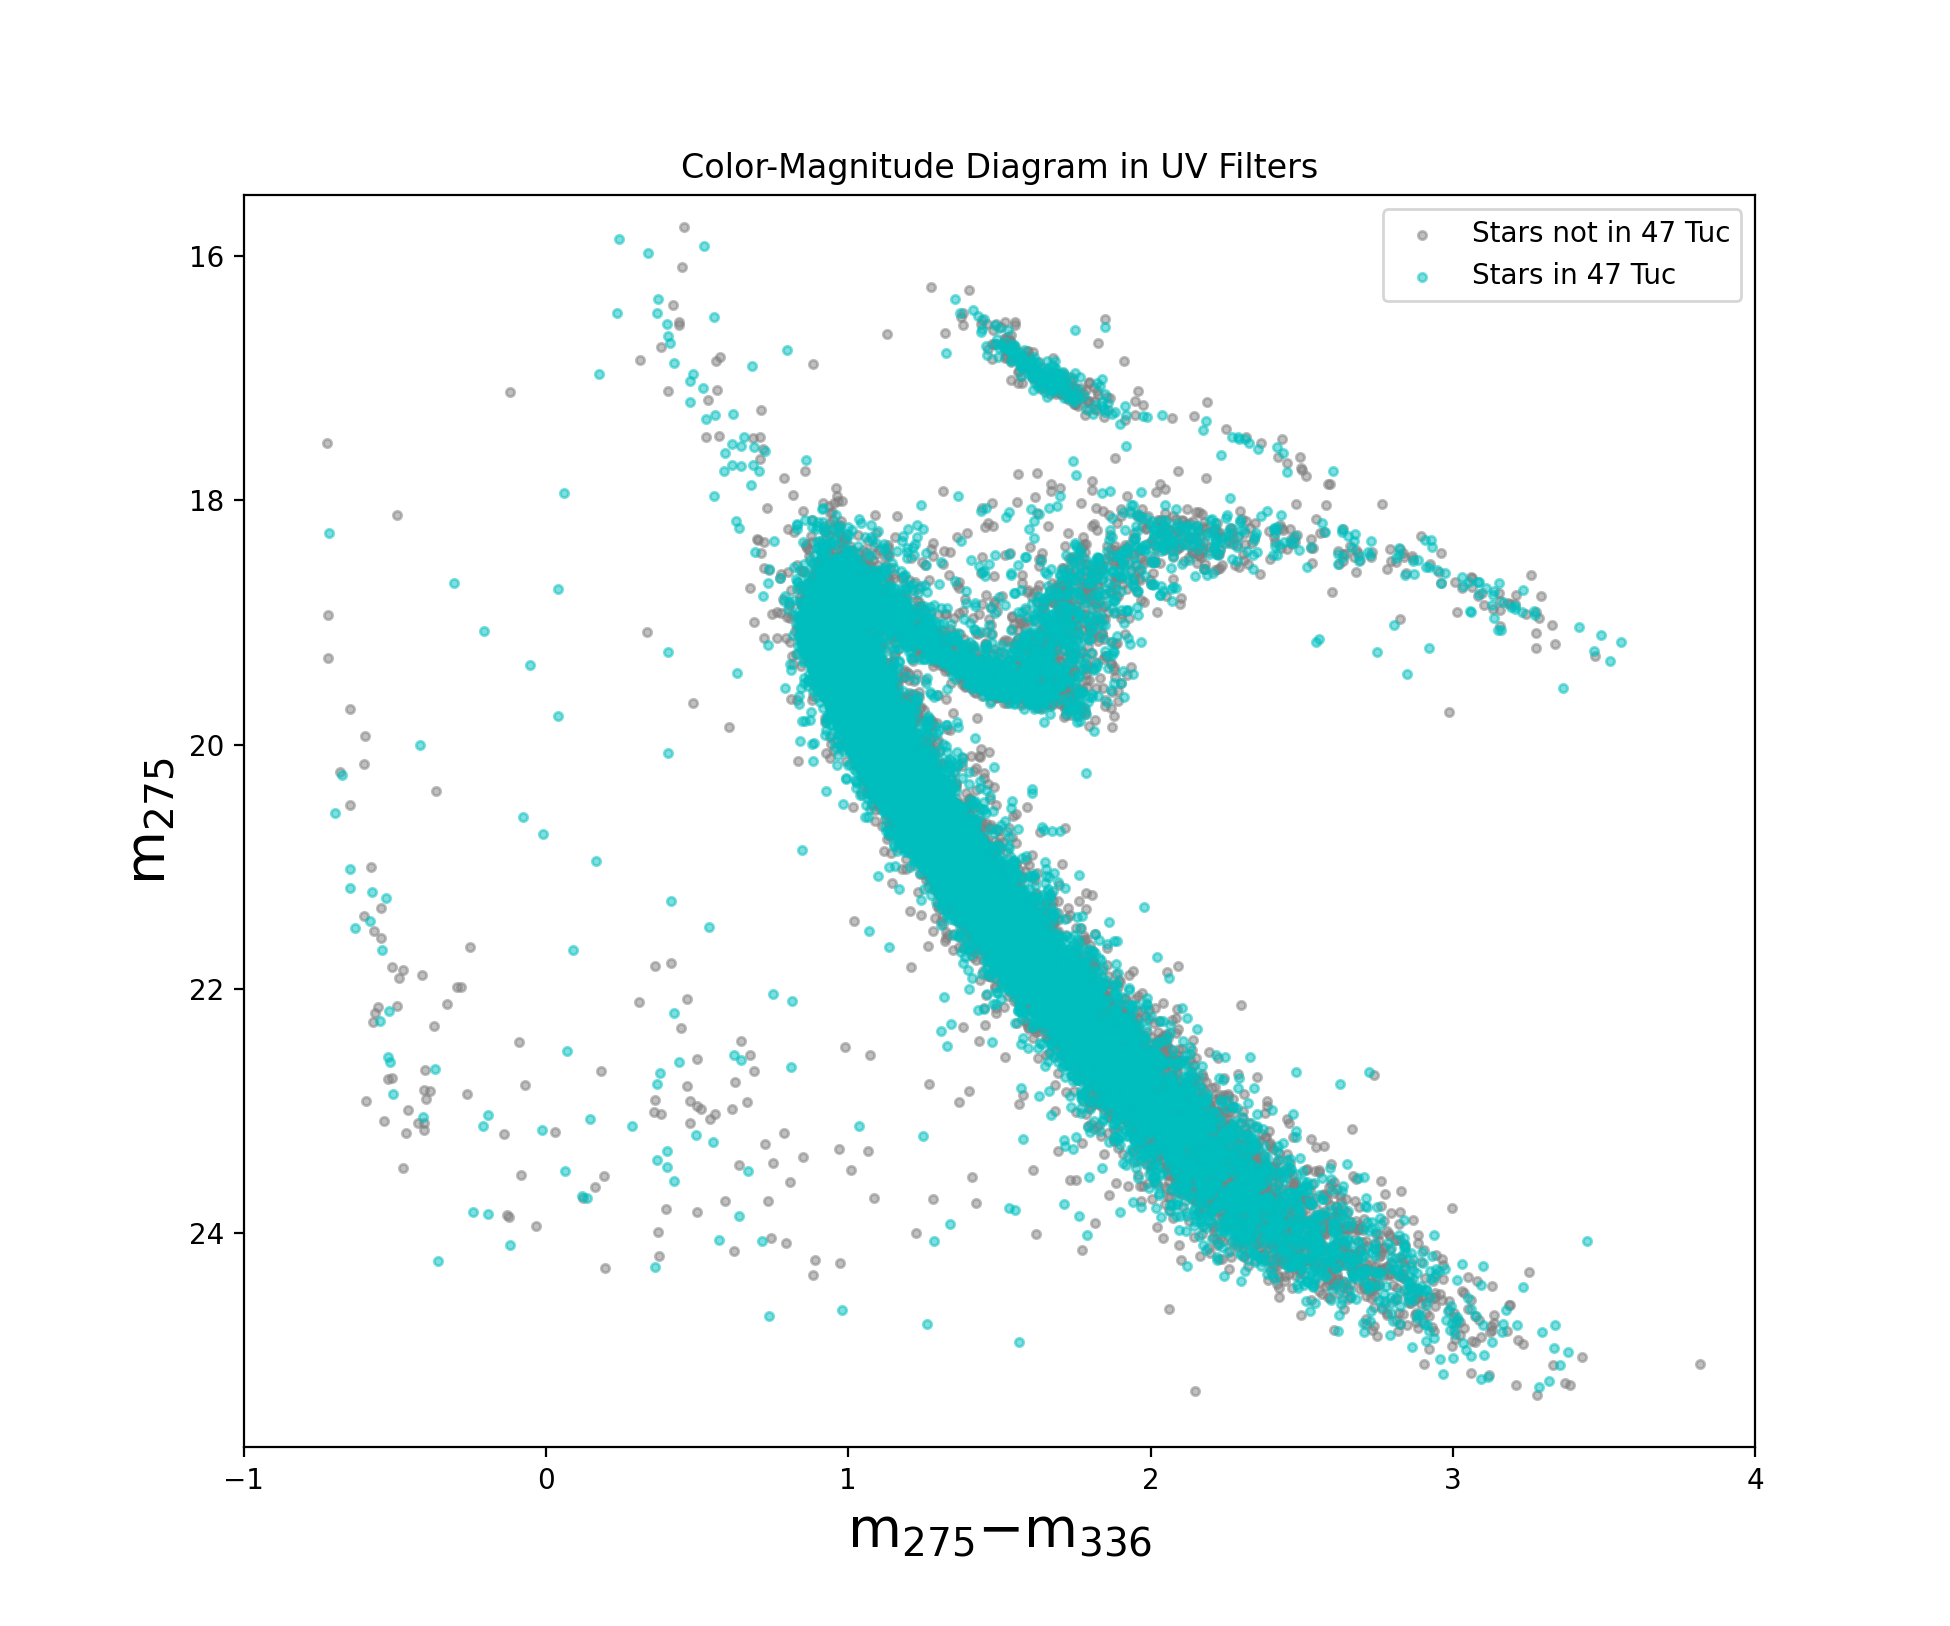 Color-Magnitude Diagram in UV Filters
Stars not in 47 Tuc
Stars in 47 Tuc
16
18
20
22
24
m₂₇₅
−1 0 1 2 3 4
m₂₇₅−m₃₃₆